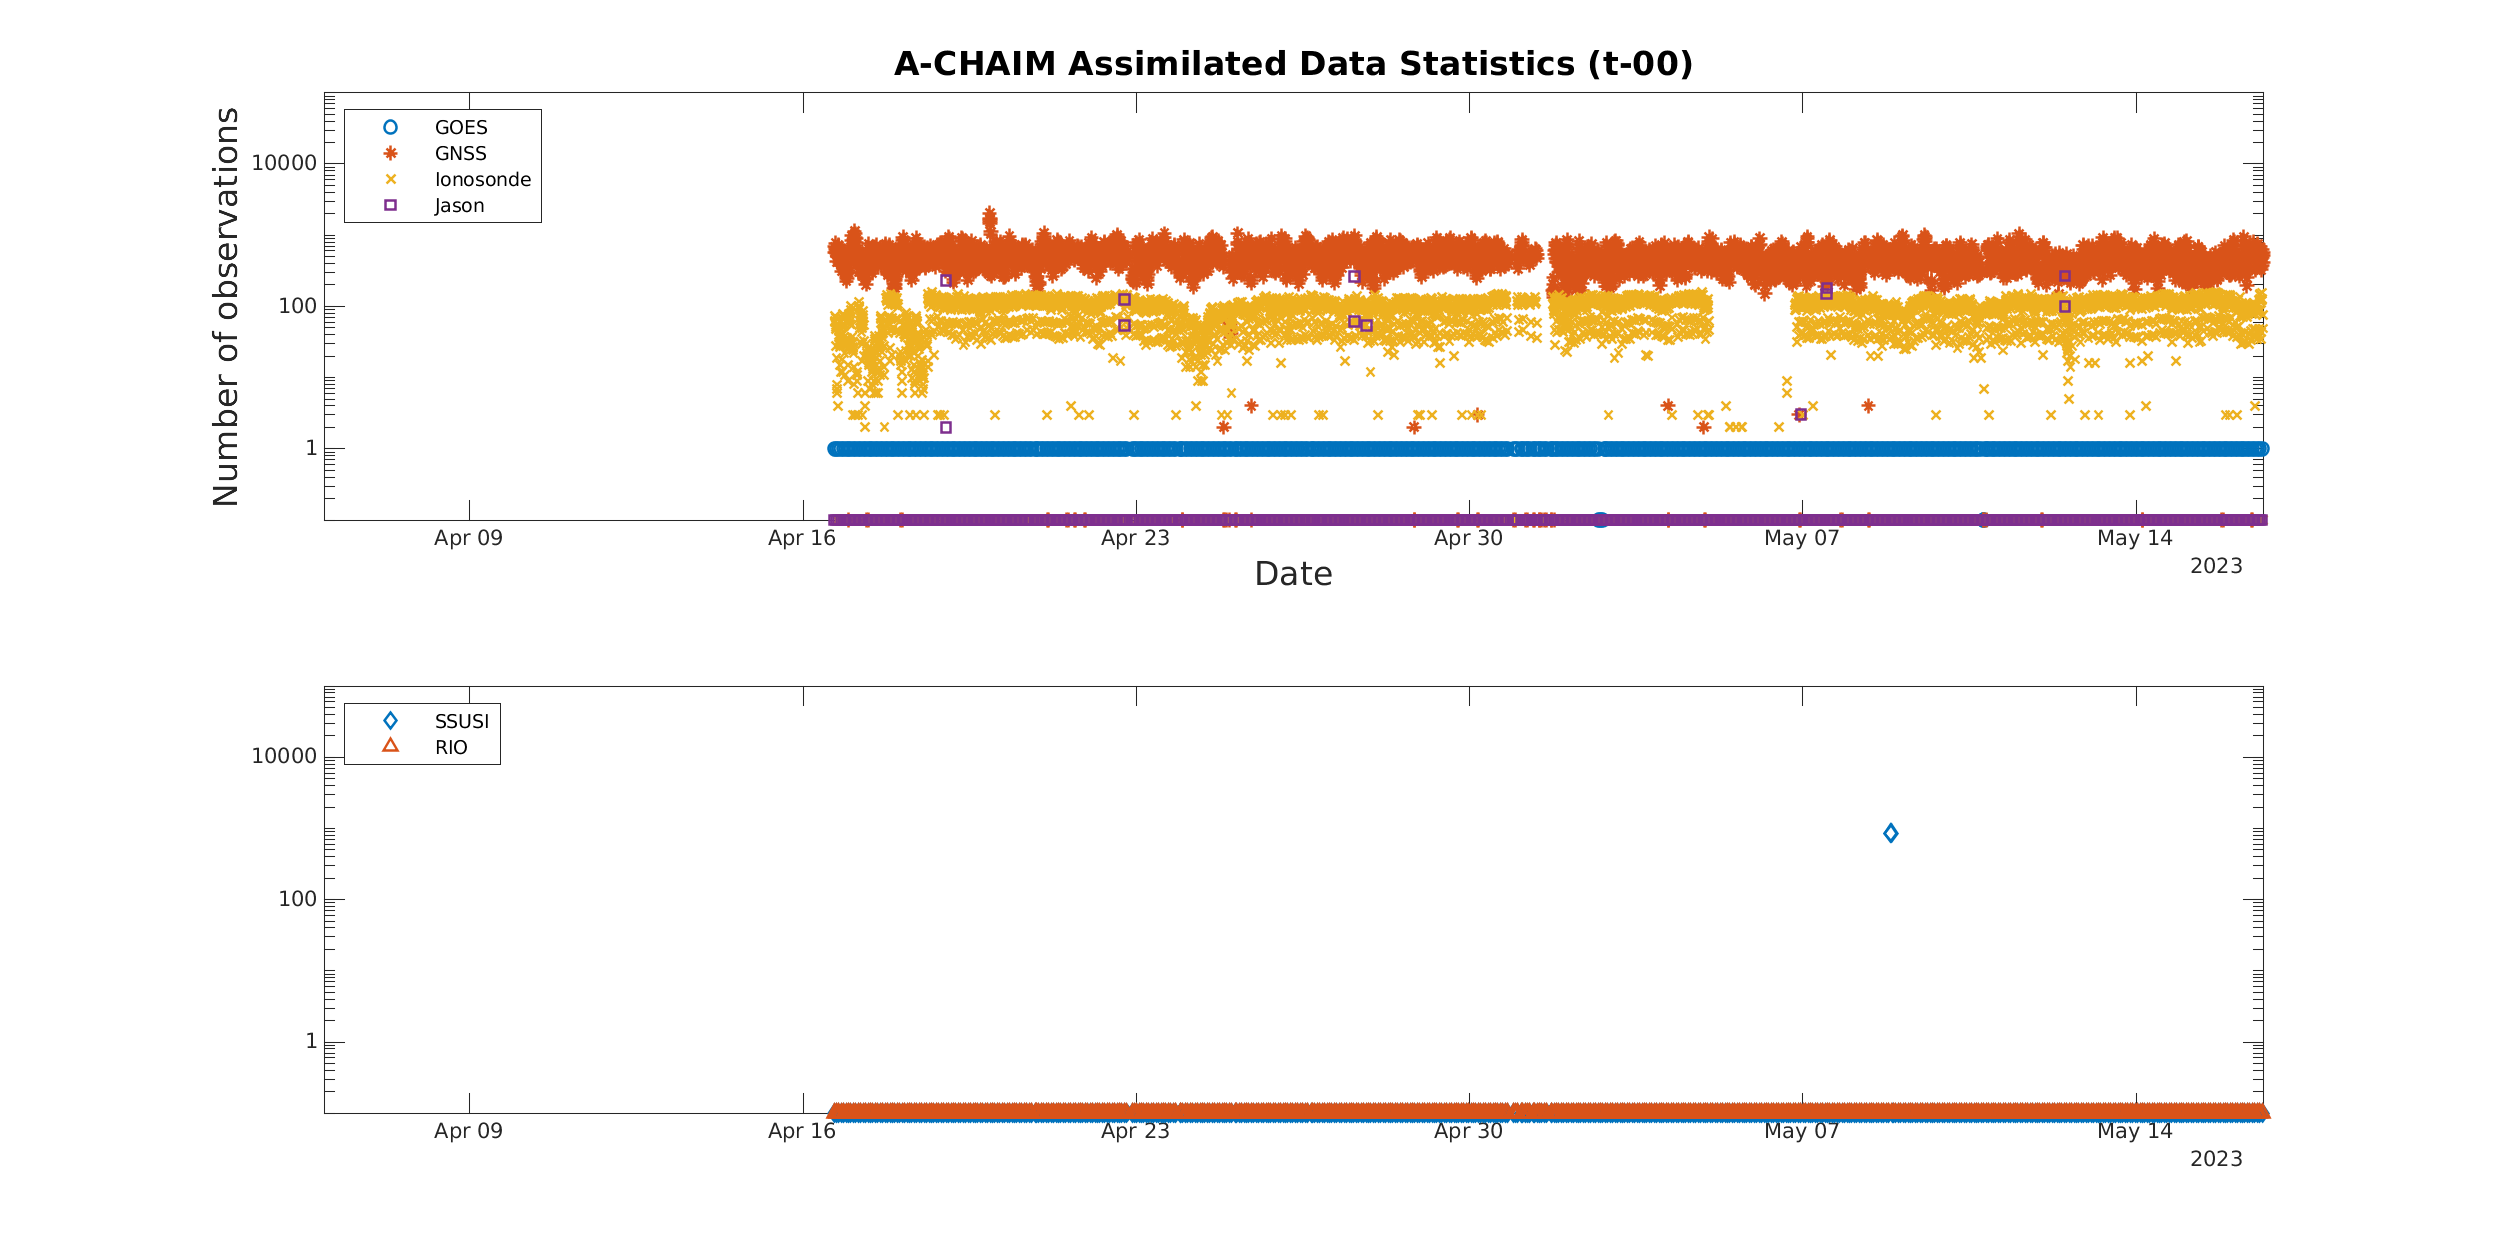 A-CHAIM Assimilated Data Statistics (t-00)
Number of observations
10000
100
1
GOES
GNSS
Ionosonde
Jason
Apr 09 Apr 16 Apr 23 Apr 30 May 07 May 14
2023
Date
10000
100
1
SSUSI
RIO
Apr 09 Apr 16 Apr 23 Apr 30 May 07 May 14
2023